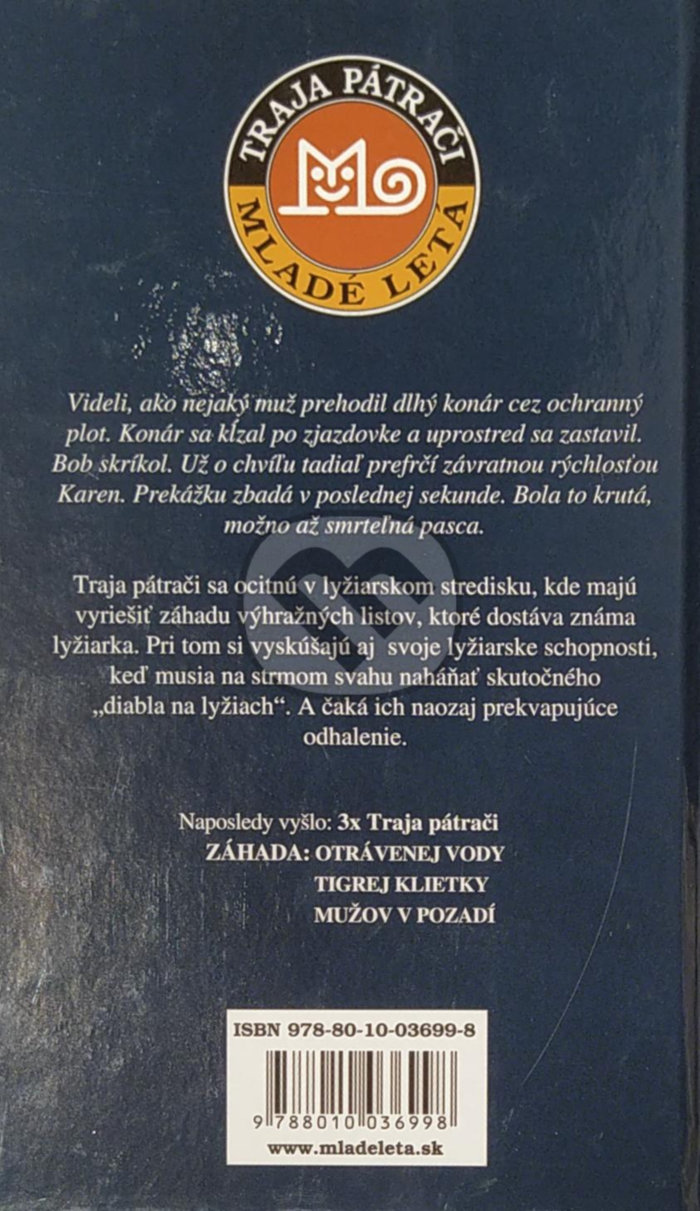 TRAJA PÁTRAČI
MLADÉ LETÁ
Videli, ako nejaký muž prehodil dlhý konár cez ochranný
plot. Konár sa kĺzal po zjazdovke a uprostred sa zastavil.
Bob skríkol. Už o chvíľu tadiaľ prefrčí závratnou rýchlosťou
Karen. Prekážku zbadá v poslednej sekunde. Bola to krutá,
možno až smrteľná pasca.
Traja pátrači sa ocitnú v lyžiarskom stredisku, kde majú
vyriešiť záhadu výhražných listov, ktoré dostáva známa
lyžiarka. Pri tom si vyskúšajú aj svoje lyžiarske schopnosti,
keď musia na strmom svahu naháňať skutočného
„diabla na lyžiach“. A čaká ich naozaj prekvapujúce
odhalenie.
Naposledy vyšlo: 3x Traja pátrači
ZÁHADA: OTRÁVENEJ VODY
TIGREJ KLIETKY
MUŽOV V POZADÍ
ISBN 978-80-10-03699-8
9 788010 036998
www.mladeleta.sk